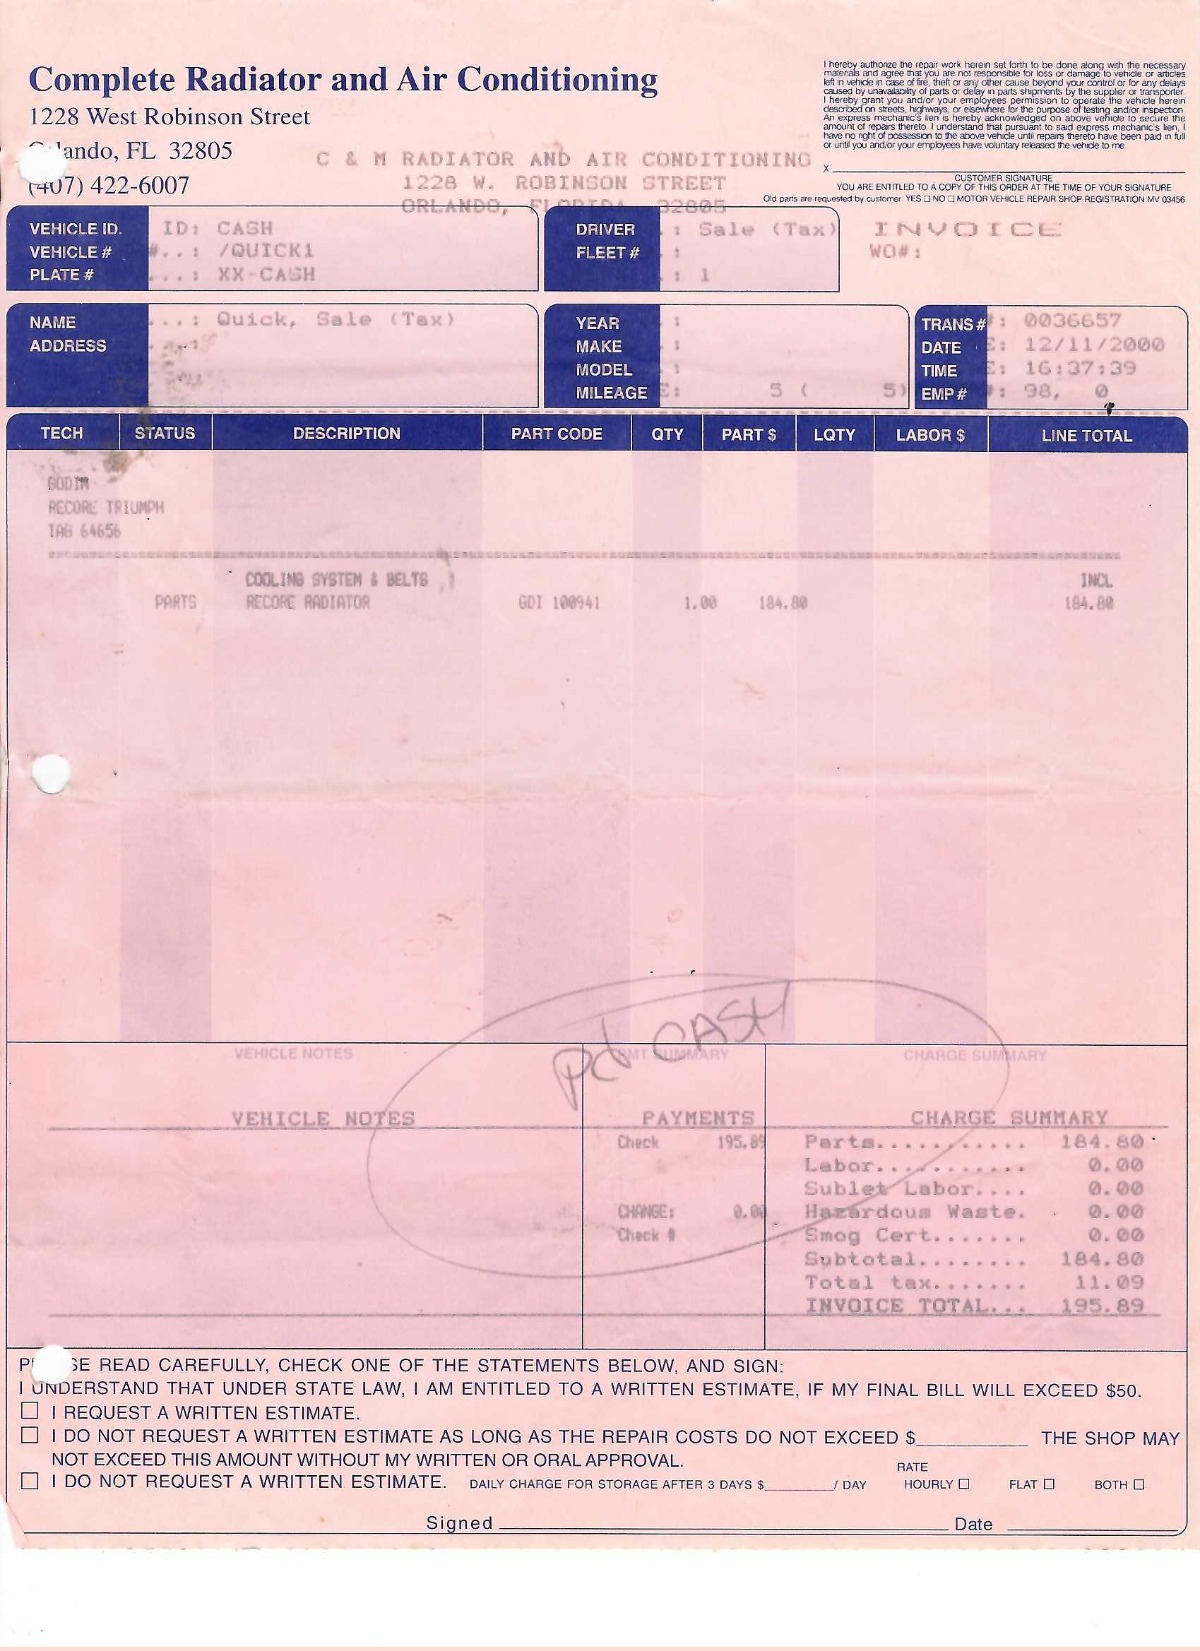 Complete Radiator and Air Conditioning
1228 West Robinson Street
lando, FL 32805
(407) 422-6007
C & M RADIATOR AND AIR CONDITIONING
1228 W. ROBINSON STREET
ORLANDO, FLORIDA 32805
I hereby authorize the repair work herein set forth to be done along with the necessary
materials and agree that you are not responsible for loss or damage to vehicle or articles
left in vehicle in case of fire, theft or any other cause beyond your control or for any delays
caused by unavailability of parts or delay in parts shipments by the supplier or transporter.
I hereby grant you and/or your employees permission to operate the vehicle herein
described on streets, highways, or elsewhere for the purpose of testing and/or inspection.
An express mechanic's lien is hereby acknowledged on above vehicle to secure the
amount of repairs thereto. I understand that pursuant to said express mechanic's lien, I
have no right of possession to the above vehicle until repairs thereto have been paid in full
or until you and/or your employees have voluntary released the vehicle to me.
X
CUSTOMER SIGNATURE
YOU ARE ENTITLED TO A COPY OF THIS ORDER AT THE TIME OF YOUR SIGNATURE
Old parts are requested by customer YES ☐ NO ☐ MOTOR VEHICLE REPAIR SHOP REGISTRATION MV 03456
VEHICLE ID. ID: CASH DRIVER : Sale (Tax) INVOICE
VEHICLE # #..: /QUICK1 FLEET # : WO#:
PLATE # ...: XX-CASH : 1
NAME ...: Quick, Sale (Tax) YEAR : TRANS # : 0036657
ADDRESS ...: MAKE : DATE E: 12/11/2000
MODEL : TIME E: 16:37:39
MILEAGE E: 5 ( 5) EMP # : 98, 0
TECH STATUS DESCRIPTION PART CODE QTY PART $ LQTY LABOR $ LINE TOTAL
GODIN
RECORE TRIUMPH
TAG 64656
COOLING SYSTEM & BELTS INCL
PARTS RECORE RADIATOR GDI 100941 1.00 184.80 184.80
pd CASH
VEHICLE NOTES PMT SUMMARY CHARGE SUMMARY
VEHICLE NOTES PAYMENTS CHARGE SUMMARY
Check 195.89 Parts............ 184.80
Labor............ 0.00
Sublet Labor.... 0.00
CHANGE: 0.00 Hazardous Waste. 0.00
Check # Smog Cert....... 0.00
Subtotal......... 184.80
Total tax....... 11.09
INVOICE TOTAL... 195.89
P SE READ CAREFULLY, CHECK ONE OF THE STATEMENTS BELOW, AND SIGN:
I UNDERSTAND THAT UNDER STATE LAW, I AM ENTITLED TO A WRITTEN ESTIMATE, IF MY FINAL BILL WILL EXCEED $50.
☐ I REQUEST A WRITTEN ESTIMATE.
☐ I DO NOT REQUEST A WRITTEN ESTIMATE AS LONG AS THE REPAIR COSTS DO NOT EXCEED $__________ THE SHOP MAY
NOT EXCEED THIS AMOUNT WITHOUT MY WRITTEN OR ORAL APPROVAL.
RATE
☐ I DO NOT REQUEST A WRITTEN ESTIMATE. DAILY CHARGE FOR STORAGE AFTER 3 DAYS $________/ DAY HOURLY ☐ FLAT ☐ BOTH ☐
Signed Date